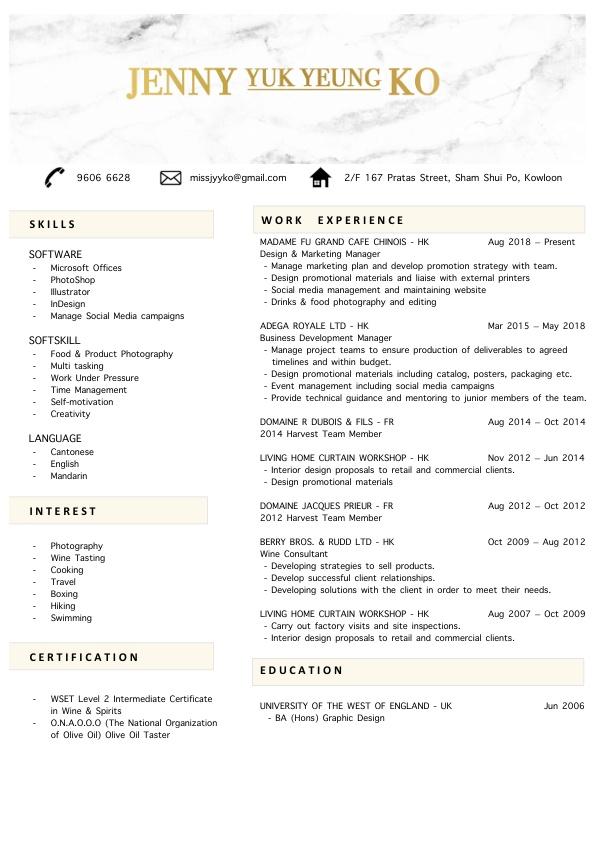 JENNY YUK YEUNG KO
9606 6628 missjyyko@gmail.com 2/F 167 Pratas Street, Sham Shui Po, Kowloon
SKILLS
SOFTWARE
- Microsoft Offices
- PhotoShop
- Illustrator
- InDesign
- Manage Social Media campaigns
SOFTSKILL
- Food & Product Photography
- Multi tasking
- Work Under Pressure
- Time Management
- Self-motivation
- Creativity
LANGUAGE
- Cantonese
- English
- Mandarin
INTEREST
- Photography
- Wine Tasting
- Cooking
- Travel
- Boxing
- Hiking
- Swimming
CERTIFICATION
- WSET Level 2 Intermediate Certificate
in Wine & Spirits
- O.N.A.O.O.O (The National Organization
of Olive Oil) Olive Oil Taster
WORK EXPERIENCE
MADAME FU GRAND CAFE CHINOIS - HK Aug 2018 – Present
Design & Marketing Manager
- Manage marketing plan and develop promotion strategy with team.
- Design promotional materials and liaise with external printers
- Social media management and maintaining website
- Drinks & food photography and editing
ADEGA ROYALE LTD - HK Mar 2015 – May 2018
Business Development Manager
- Manage project teams to ensure production of deliverables to agreed
timelines and within budget.
- Design promotional materials including catalog, posters, packaging etc.
- Event management including social media campaigns
- Provide technical guidance and mentoring to junior members of the team.
DOMAINE R DUBOIS & FILS - FR Aug 2014 – Oct 2014
2014 Harvest Team Member
LIVING HOME CURTAIN WORKSHOP - HK Nov 2012 – Jun 2014
- Interior design proposals to retail and commercial clients.
- Design promotional materials
DOMAINE JACQUES PRIEUR - FR Aug 2012 – Oct 2012
2012 Harvest Team Member
BERRY BROS. & RUDD LTD - HK Oct 2009 – Aug 2012
Wine Consultant
- Developing strategies to sell products.
- Develop successful client relationships.
- Developing solutions with the client in order to meet their needs.
LIVING HOME CURTAIN WORKSHOP - HK Aug 2007 – Oct 2009
- Carry out factory visits and site inspections.
- Interior design proposals to retail and commercial clients.
EDUCATION
UNIVERSITY OF THE WEST OF ENGLAND - UK Jun 2006
- BA (Hons) Graphic Design